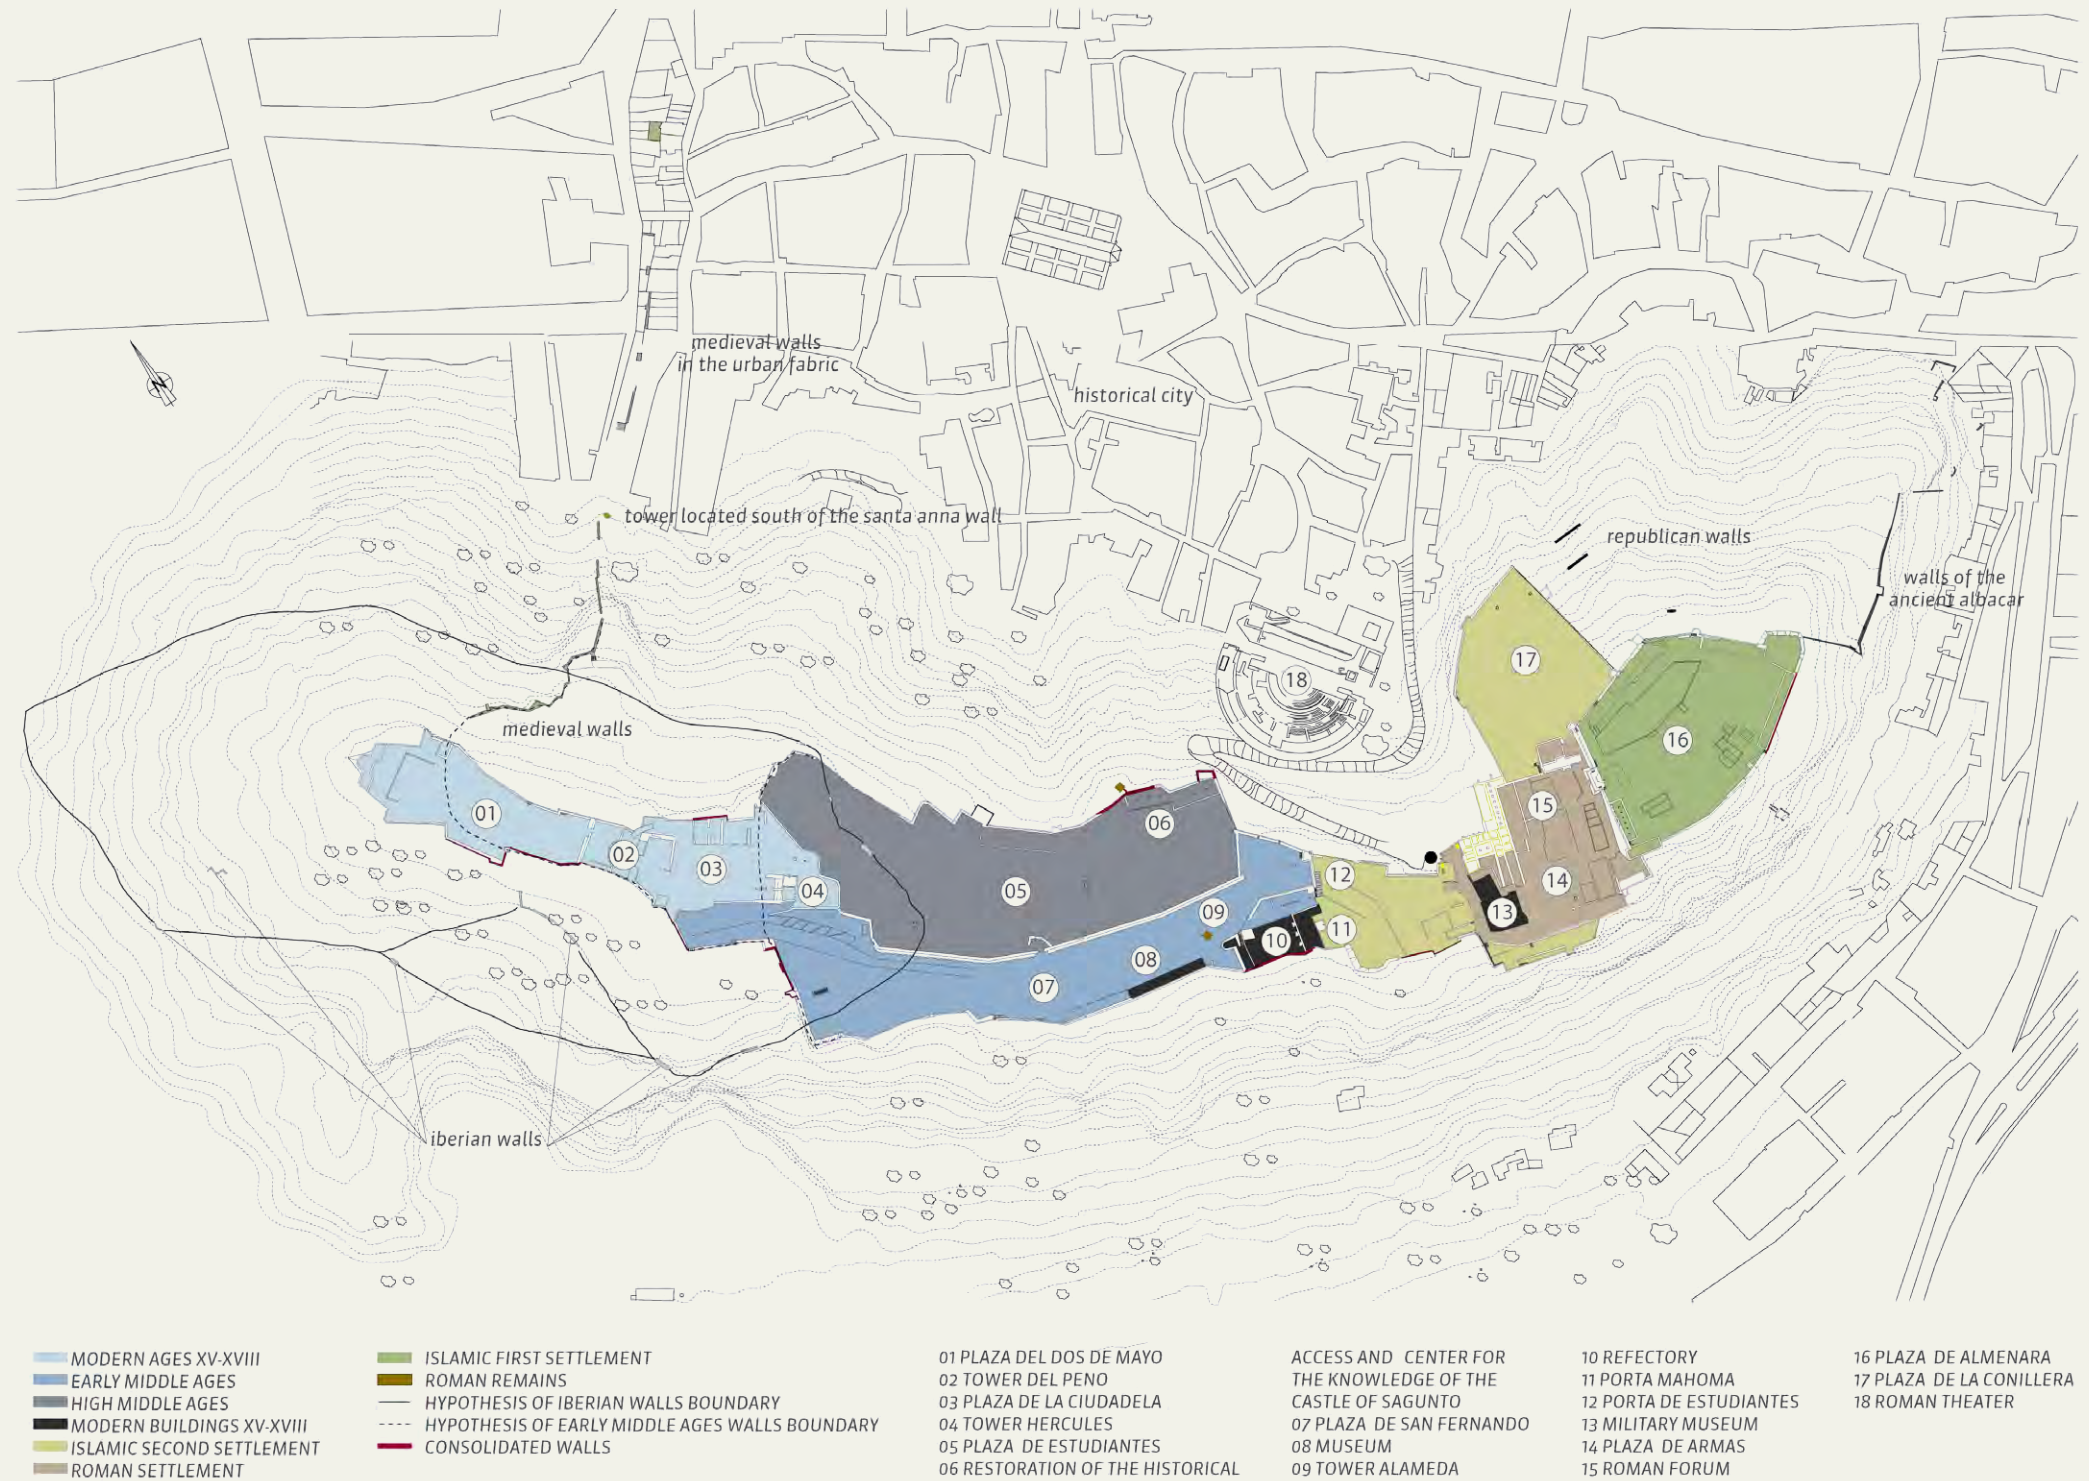 medieval walls
in the urban fabric
historical city
tower located south of the santa anna wall
republican walls
walls of the
ancient albacar
17
18
medieval walls
16
01
15
06
02
03
12
14
04
05
13
09
11
10
08
07
iberian walls
MODERN AGES XV-XVIII
EARLY MIDDLE AGES
HIGH MIDDLE AGES
MODERN BUILDINGS XV-XVIII
ISLAMIC SECOND SETTLEMENT
ROMAN SETTLEMENT
ISLAMIC FIRST SETTLEMENT
ROMAN REMAINS
HYPOTHESIS OF IBERIAN WALLS BOUNDARY
HYPOTHESIS OF EARLY MIDDLE AGES WALLS BOUNDARY
CONSOLIDATED WALLS
01 PLAZA DEL DOS DE MAYO
02 TOWER DEL PENO
03 PLAZA DE LA CIUDADELA
04 TOWER HERCULES
05 PLAZA DE ESTUDIANTES
06 RESTORATION OF THE HISTORICAL
ACCESS AND CENTER FOR
THE KNOWLEDGE OF THE
CASTLE OF SAGUNTO
07 PLAZA DE SAN FERNANDO
08 MUSEUM
09 TOWER ALAMEDA
10 REFECTORY
11 PORTA MAHOMA
12 PORTA DE ESTUDIANTES
13 MILITARY MUSEUM
14 PLAZA DE ARMAS
15 ROMAN FORUM
16 PLAZA DE ALMENARA
17 PLAZA DE LA CONILLERA
18 ROMAN THEATER